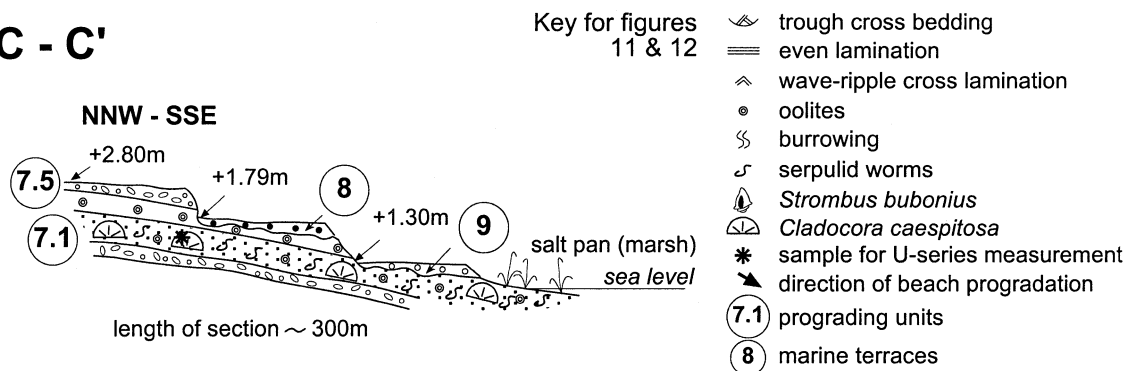 C - C'
NNW - SSE
+2.80m
7.5
+1.79m
8
7.1
+1.30m
9
salt pan (marsh)
sea level
length of section ~ 300m
Key for figures
11 & 12
trough cross bedding
even lamination
wave-ripple cross lamination
oolites
burrowing
serpulid worms
Strombus bubonius
Cladocora caespitosa
sample for U-series measurement
direction of beach progradation
7.1 prograding units
8 marine terraces